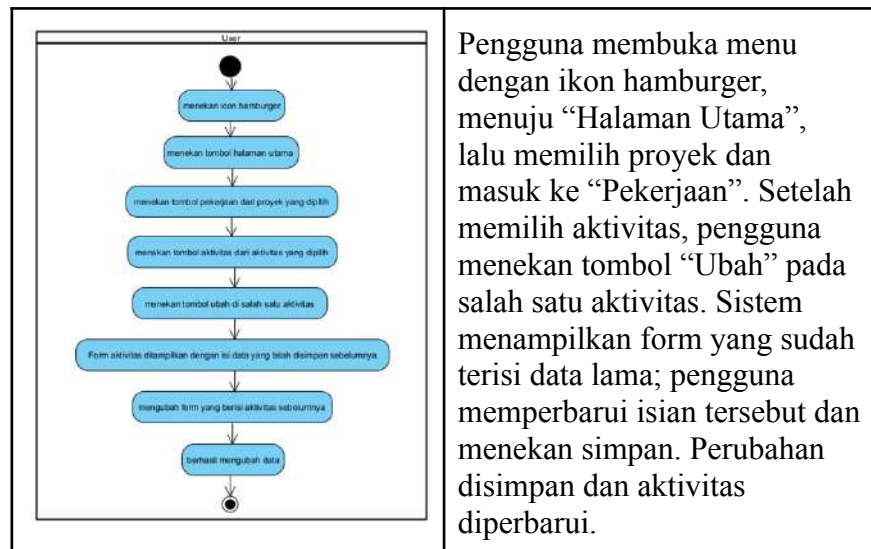 User
menekan icon hamburger
menekan tombol halaman utama
menekan tombol pekerjaan dari proyek yang dipilih
menekan tombol aktivitas dari aktivitas yang dipilih
menekan tombol ubah di salah satu aktivitas
Form aktivitas ditampilkan dengan isi data yang telah disimpan sebelumnya
mengubah form yang berisi aktivitas sebelumnya
berhasil mengubah data
Pengguna membuka menu
dengan ikon hamburger,
menuju “Halaman Utama”,
lalu memilih proyek dan
masuk ke “Pekerjaan”. Setelah
memilih aktivitas, pengguna
menekan tombol “Ubah” pada
salah satu aktivitas. Sistem
menampilkan form yang sudah
terisi data lama; pengguna
memperbarui isian tersebut dan
menekan simpan. Perubahan
disimpan dan aktivitas
diperbarui.